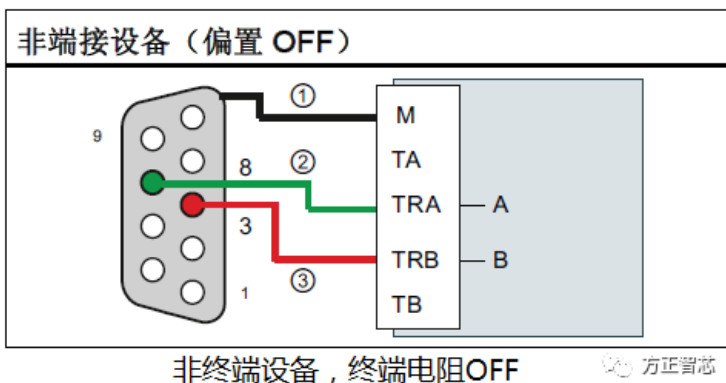 非端接设备（偏置 OFF）
①
M
9
TA
8
②
TRA
A
3
TRB
B
③
1
TB
非终端设备，终端电阻OFF
方正智芯